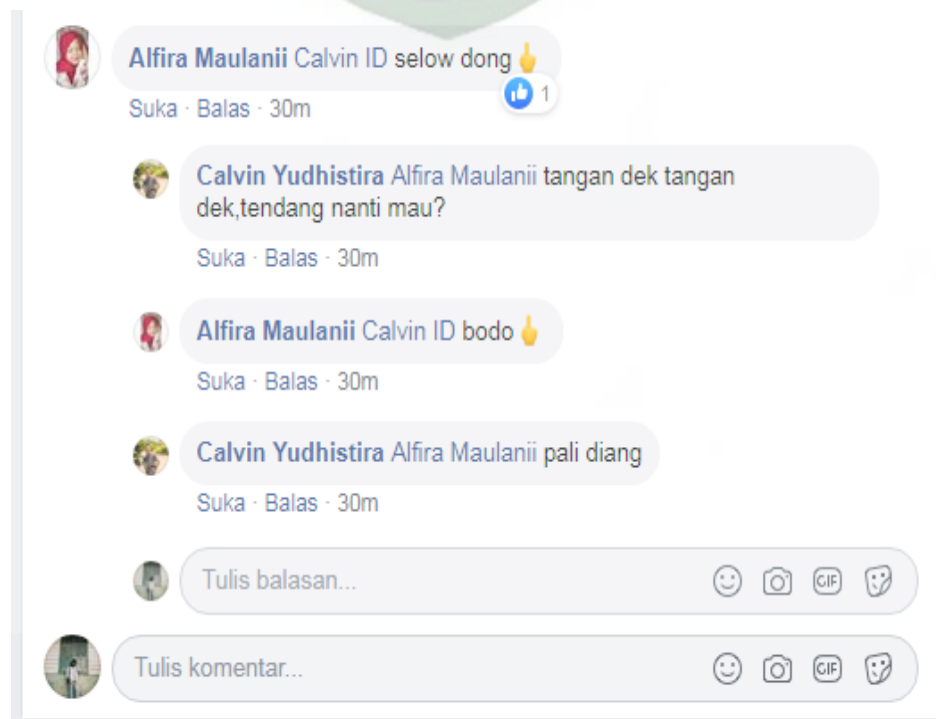 Alfira Maulanii Calvin ID selow dong🖕
1
Suka · Balas · 30m
Calvin Yudhistira Alfira Maulanii tangan dek tangan
dek,tendang nanti mau?
Suka · Balas · 30m
Alfira Maulanii Calvin ID bodo🖕
Suka · Balas · 30m
Calvin Yudhistira Alfira Maulanii pali diang
Suka · Balas · 30m
Tulis balasan... GIF
Tulis komentar... GIF